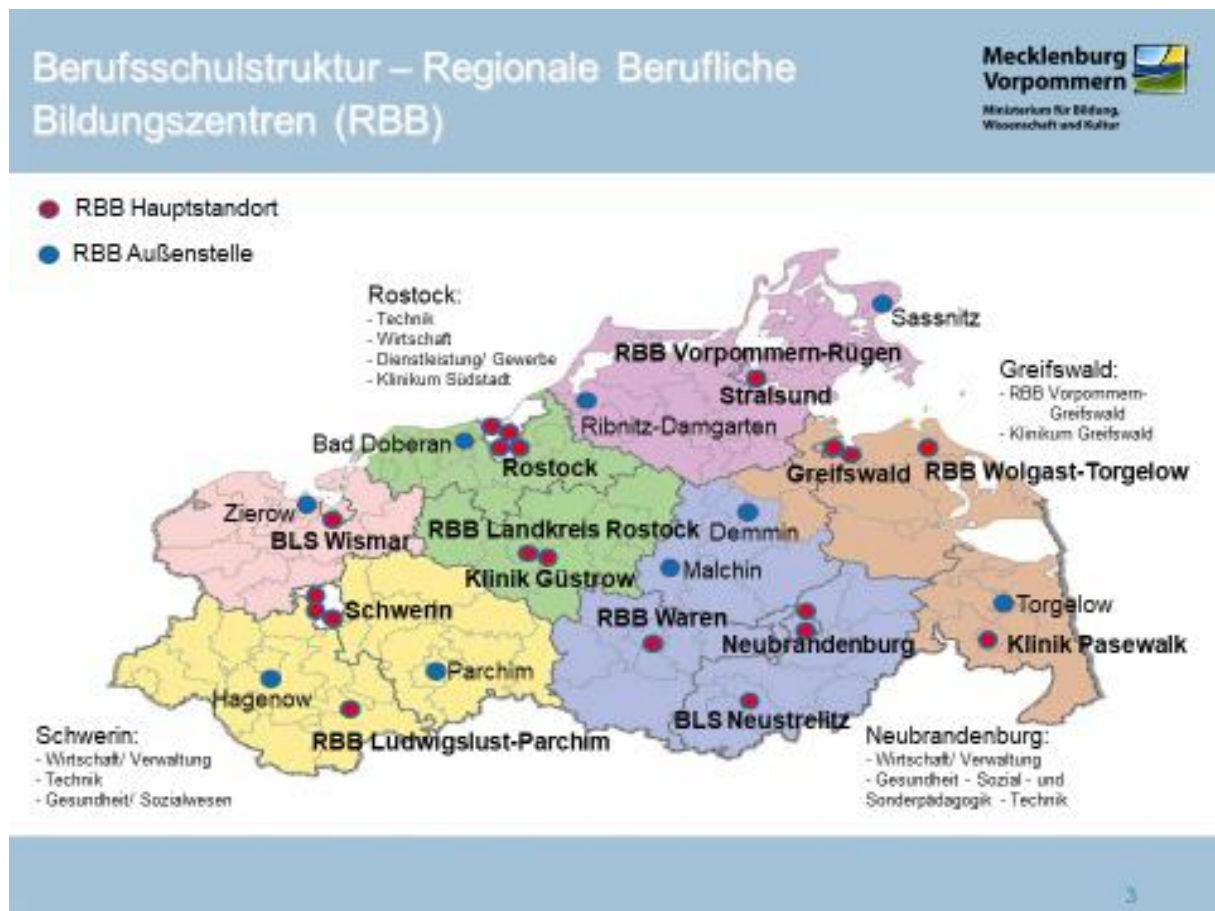 Berufsschulstruktur – Regionale Berufliche
Bildungszentren (RBB)
Mecklenburg
Vorpommern
Ministerium für Bildung,
Wissenschaft und Kultur
RBB Hauptstandort
RBB Außenstelle
Rostock:
- Technik
- Wirtschaft
- Dienstleistung/ Gewerbe
- Klinikum Südstadt
Sassnitz
RBB Vorpommern-Rügen
Stralsund
Ribnitz-Damgarten
Greifswald:
- RBB Vorpommern-
Greifswald
- Klinikum Greifswald
Bad Doberan
Rostock
Greifswald
RBB Wolgast-Torgelow
Zierow
BLS Wismar
RBB Landkreis Rostock
Demmin
Klinik Güstrow
Malchin
Schwerin
RBB Waren
Neubrandenburg
Torgelow
Klinik Pasewalk
Hagenow
Parchim
RBB Ludwigslust-Parchim
BLS Neustrelitz
Schwerin:
- Wirtschaft/ Verwaltung
- Technik
- Gesundheit/ Sozialwesen
Neubrandenburg:
- Wirtschaft/ Verwaltung
- Gesundheit - Sozial - und
Sonderpädagogik - Technik
3